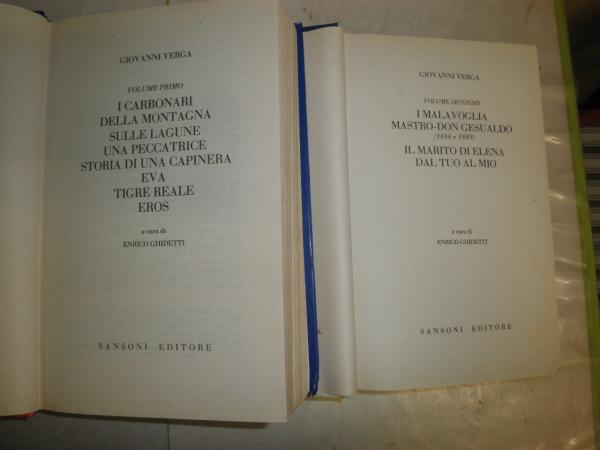 GIOVANNI VERGA
VOLUME PRIMO
I CARBONARI
DELLA MONTAGNA
SULLE LAGUNE
UNA PECCATRICE
STORIA DI UNA CAPINERA
EVA
TIGRE REALE
EROS
a cura di
ENRICO GHIDETTI
SANSONI EDITORE
GIOVANNI VERGA
VOLUME SECONDO
I MALAVOGLIA
MASTRO-DON GESUALDO
(1888 e 1889)
IL MARITO DI ELENA
DAL TUO AL MIO
a cura di
ENRICO GHIDETTI
SANSONI EDITORE